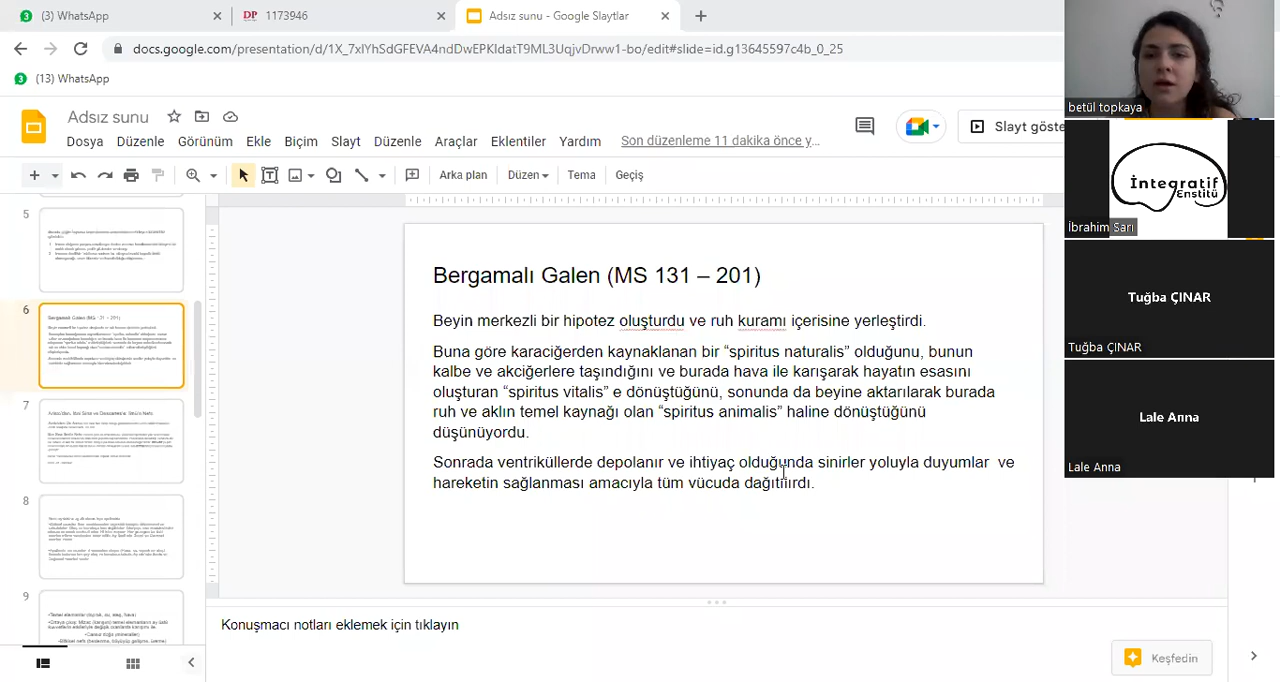 (3) WhatsApp
DP 1173946
Adsız sunu - Google Slaytlar
docs.google.com/presentation/d/1X_7xIYhSdGFEVA4ndDwEPKIdatT9ML3UqjvDrww1-bo/edit#slide=id.g13645597c4b_0_25
(13) WhatsApp
Adsız sunu
Dosya Düzenle Görünüm Ekle Biçim Slayt Düzenle Araçlar Eklentiler Yardım Son düzenleme 11 dakika önce y...
Slayt göste
Arka plan Düzen Tema Geçiş
5
6
7
8
9
Bergamalı Galen (MS 131 – 201)
Beyin merkezli bir hipotez oluşturdu ve ruh kısmını içerisine yerleştirdi.
Buna göre karaciğerden kaynaklanan bir “spiritus naturalis” olduğunu, bunun
kalbe ve akciğerlere taşındığını ve burada hava ile karışarak hayatın esasını
oluşturan “spiritus vitalis” e dönüştüğünü, sonunda da beyine aktarılarak burada
ruh ve aklın temel kaynağı olan “spiritus animalis” haline dönüştüğünü
düşünüyordu.
Sonrada ventriküllerde depolanır ve ihtiyaç olduğunda sinirler yoluyla duyumlar ve
hareketin sağlanması amacıyla tüm vücuda dağıtılırdı.
Konuşmacı notları eklemek için tıklayın
Keşfedin
betül topkaya
İntegratif
Enstitü
İbrahim Sarı
Tuğba ÇINAR
Tuğba ÇINAR
Lale Anna
Lale Anna